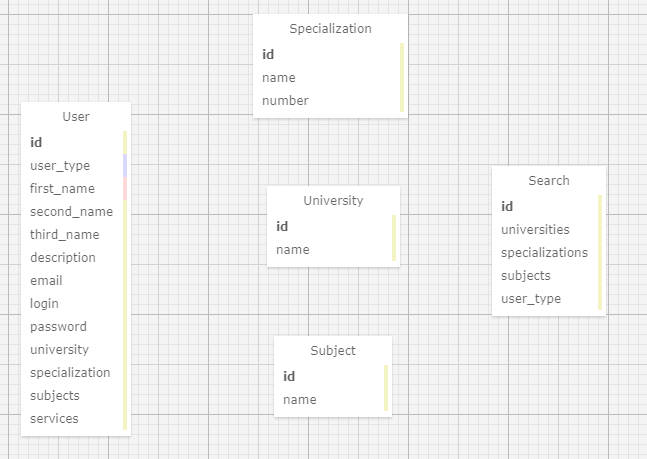 Specialization
id
name
number
User
id
user_type
first_name
second_name
third_name
description
email
login
password
university
specialization
subjects
services
University
id
name
Search
id
universities
specializations
subjects
user_type
Subject
id
name